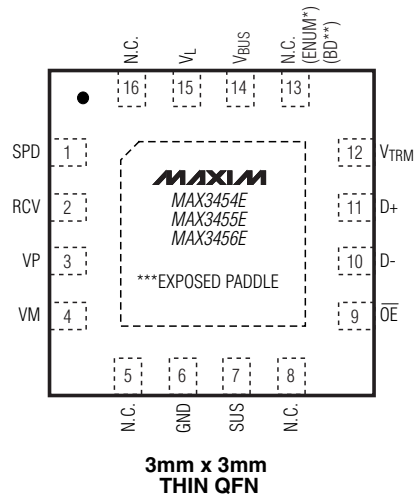 N.C.
VL
VBUS
N.C.
(ENUM*)
(BD**)
16
15
14
13
SPD
1
12
VTRM
RCV
2
11
D+
VP
3
10
D-
VM
4
9
OE
MAXIM
MAX3454E
MAX3455E
MAX3456E
***EXPOSED PADDLE
5
6
7
8
N.C.
GND
SUS
N.C.
3mm x 3mm
THIN QFN